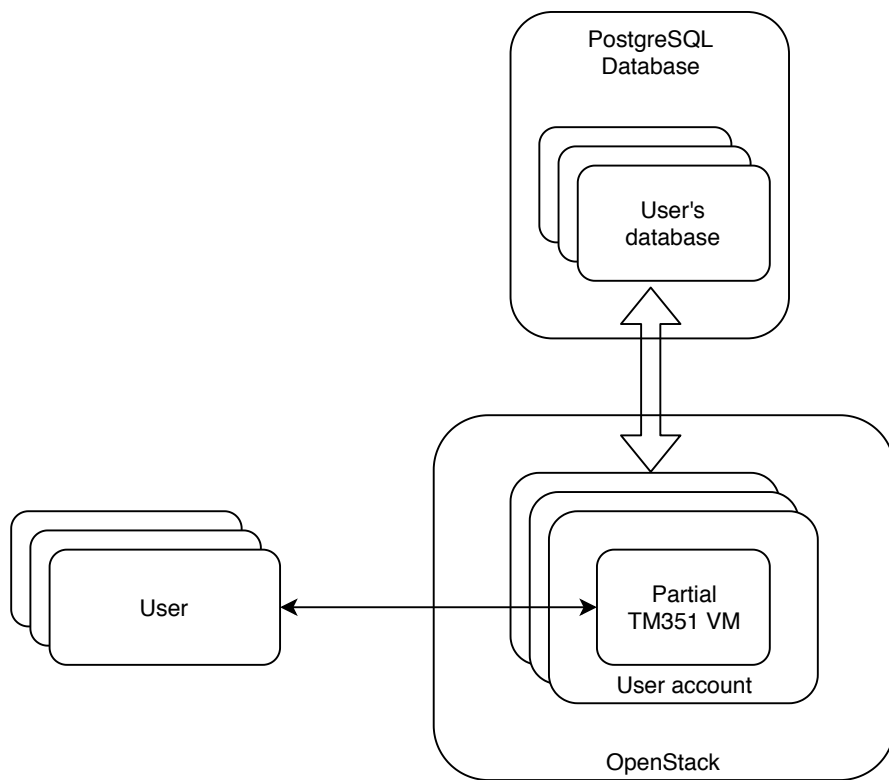 PostgreSQL
Database
User's
database
User
Partial
TM351 VM
User account
OpenStack